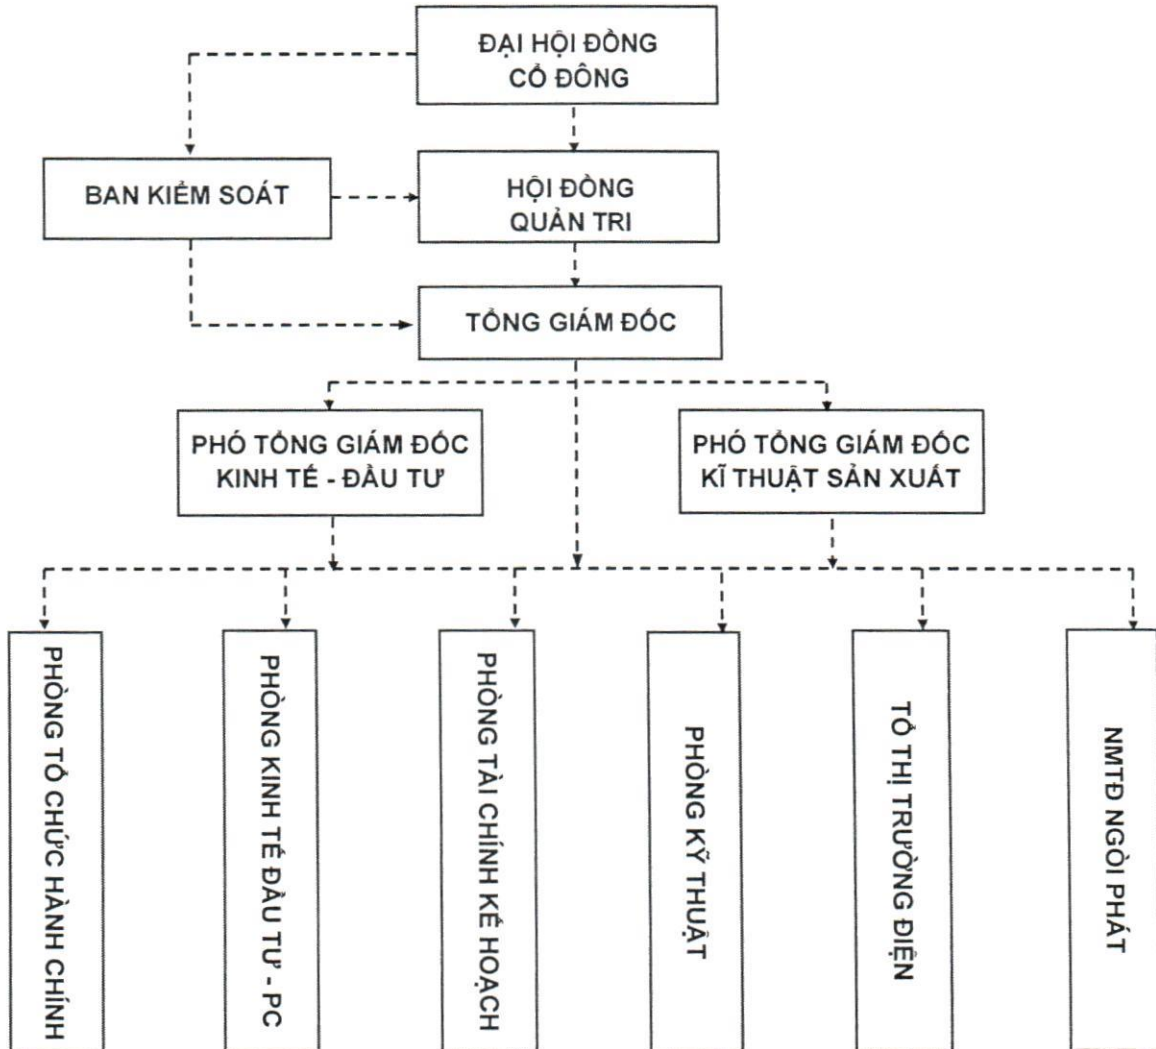 ĐẠI HỘI ĐỒNG
CỔ ĐÔNG
BAN KIỂM SOÁT
HỘI ĐỒNG
QUẢN TRI
TỔNG GIÁM ĐỐC
PHÓ TỔNG GIÁM ĐỐC
KINH TẾ - ĐẦU TƯ
PHÓ TỔNG GIÁM ĐỐC
KĨ THUẬT SẢN XUẤT
PHÒNG TỔ CHỨC HÀNH CHÍNH
PHÒNG KINH TẾ ĐẦU TƯ - PC
PHÒNG TÀI CHÍNH KẾ HOẠCH
PHÒNG KỸ THUẬT
TỔ THỊ TRƯỜNG ĐIỆN
NMTĐ NGÒI PHÁT